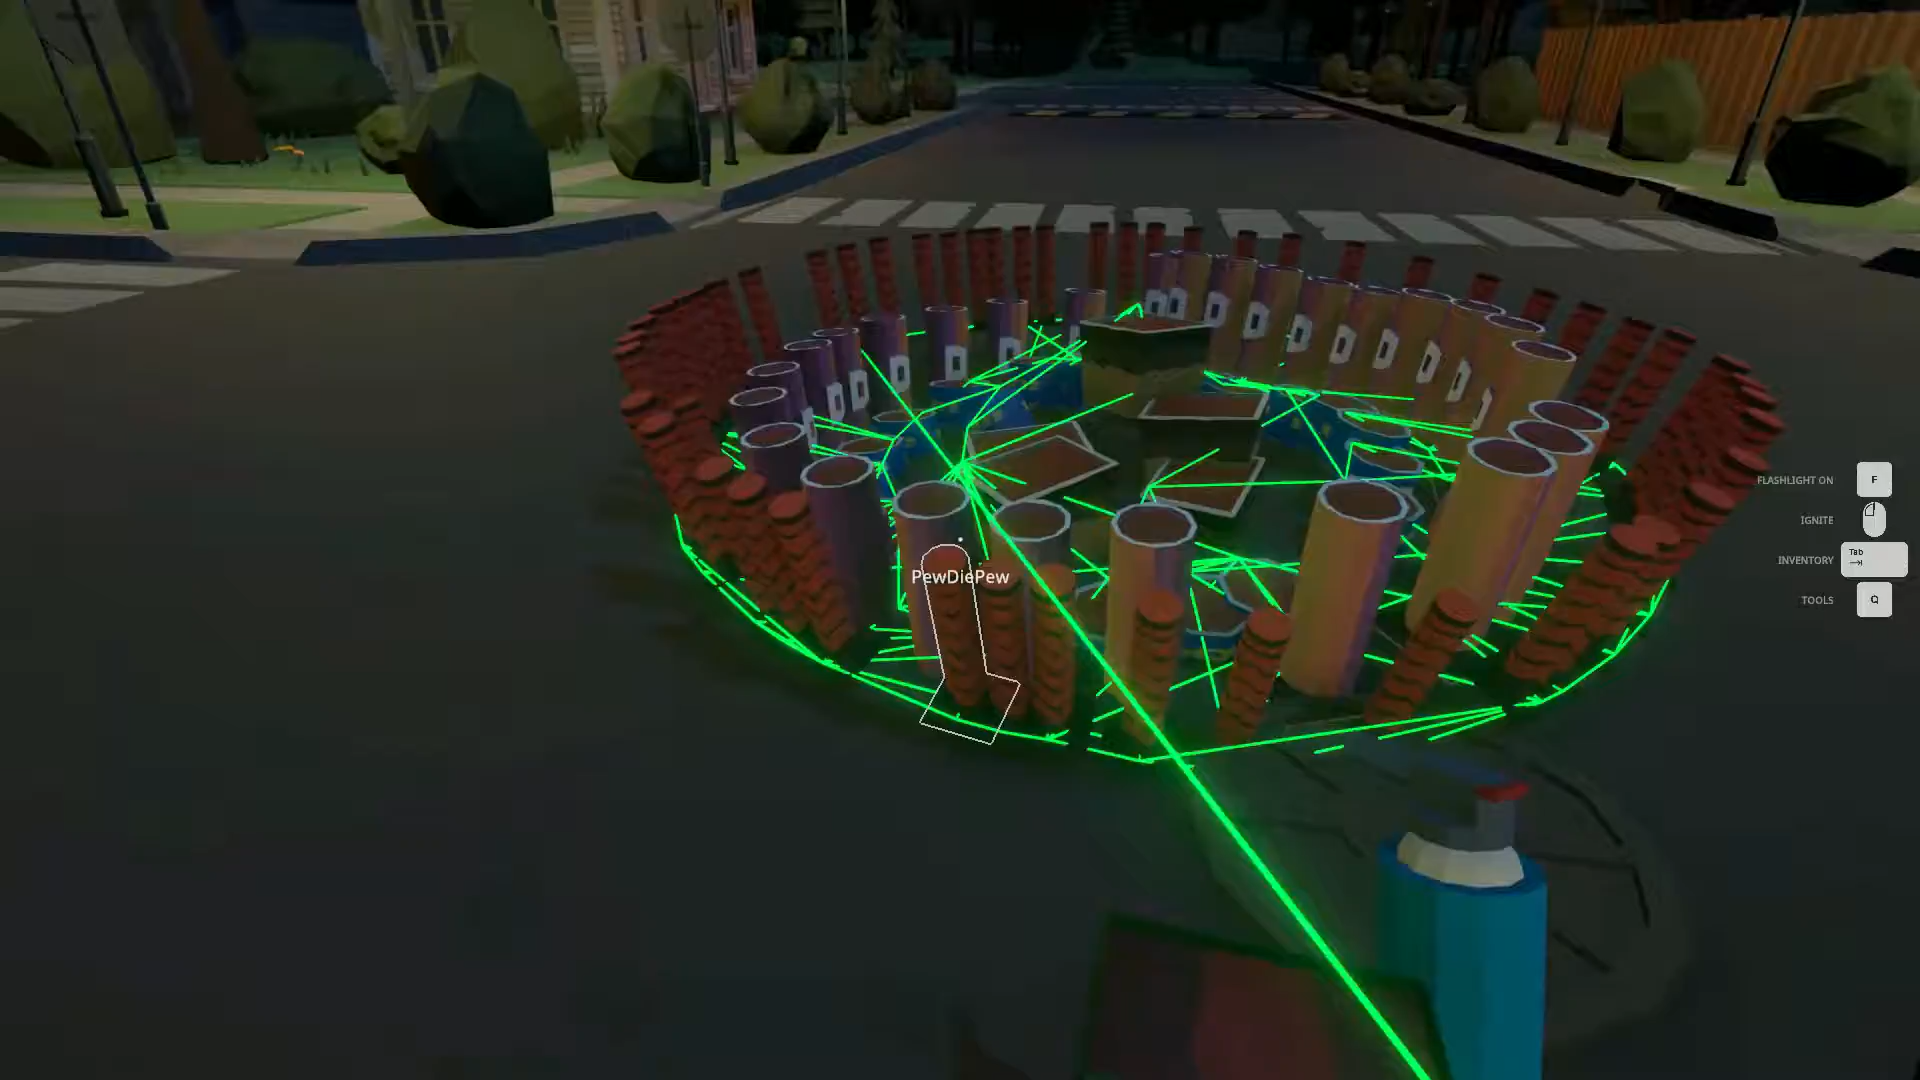 PewDiePew
FLASHLIGHT ON F
IGNITE
INVENTORY Tab
TOOLS Q